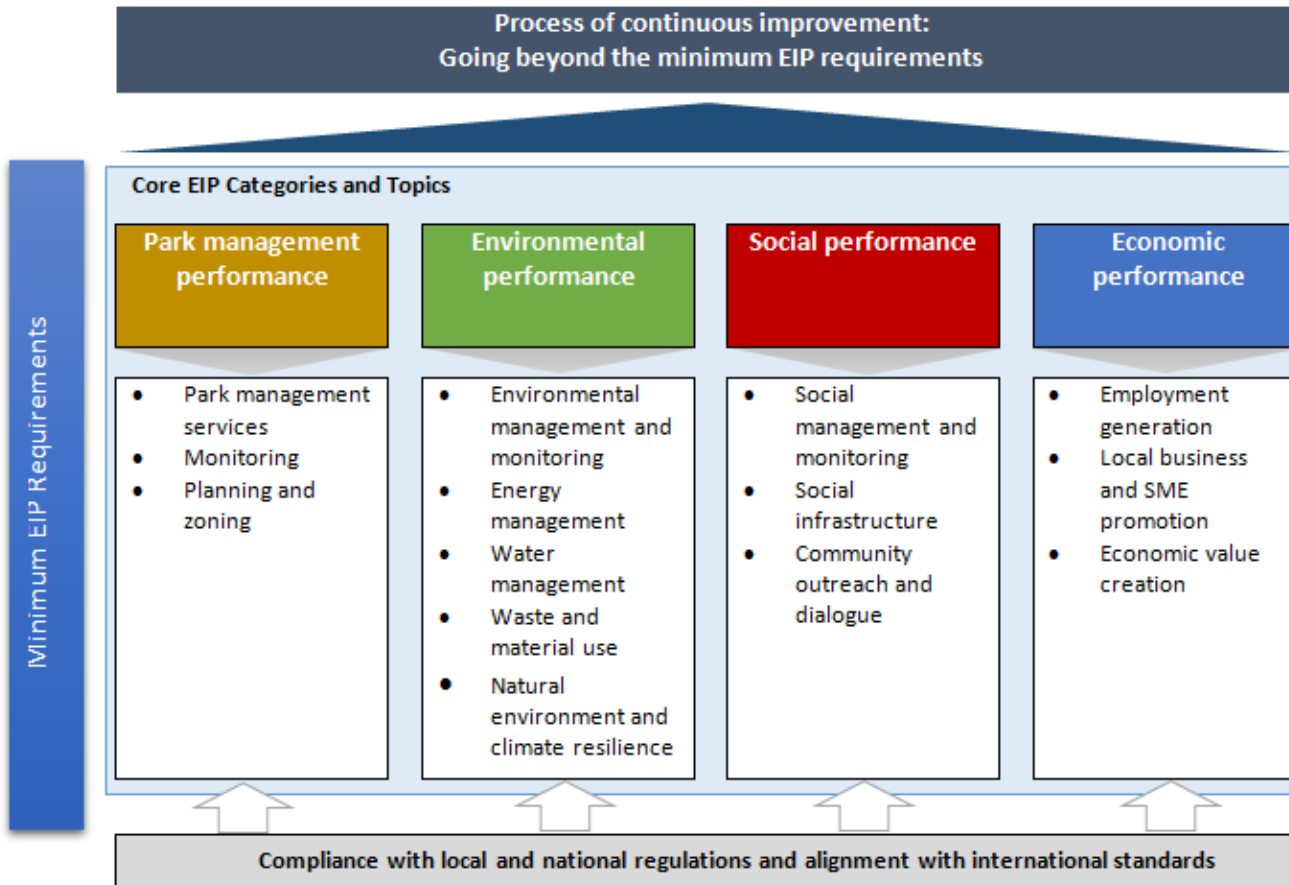 Process of continuous improvement:
Going beyond the minimum EIP requirements
Minimum EIP Requirements
Core EIP Categories and Topics
Park management
performance
• Park management
services
• Monitoring
• Planning and
zoning
Environmental
performance
• Environmental
management and
monitoring
• Energy
management
• Water
management
• Waste and
material use
• Natural
environment and
climate resilience
Social performance
• Social
management and
monitoring
• Social
infrastructure
• Community
outreach and
dialogue
Economic
performance
• Employment
generation
• Local business
and SME
promotion
• Economic value
creation
Compliance with local and national regulations and alignment with international standards